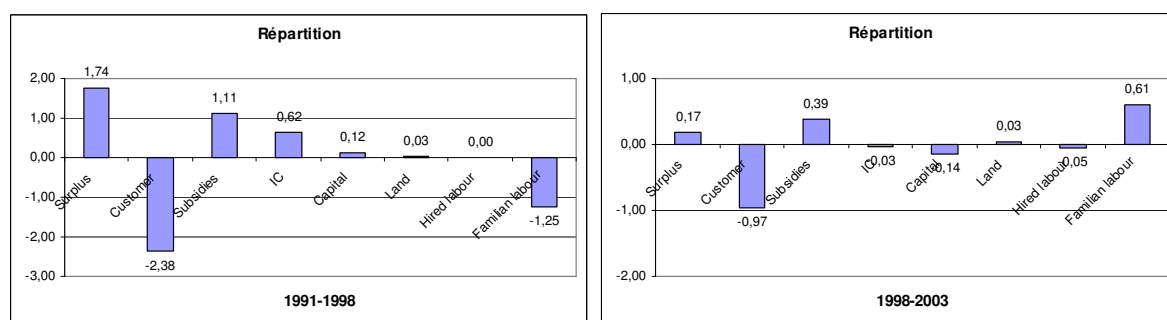 Répartition
2,00
1,00
0,00
-1,00
-2,00
-3,00
1,74
-2,38
1,11
0,62
0,12
0,03
0,00
-1,25
Surplus
Customer
Subsidies
IC
Capital
Land
Hired labour
Familian labour
1991-1998
Répartition
1,00
0,00
-1,00
-2,00
0,17
-0,97
0,39
-0,03
-0,14
0,03
-0,05
0,61
Surplus
Customer
Subsidies
IC
Capital
Land
Hired labour
Familian labour
1998-2003